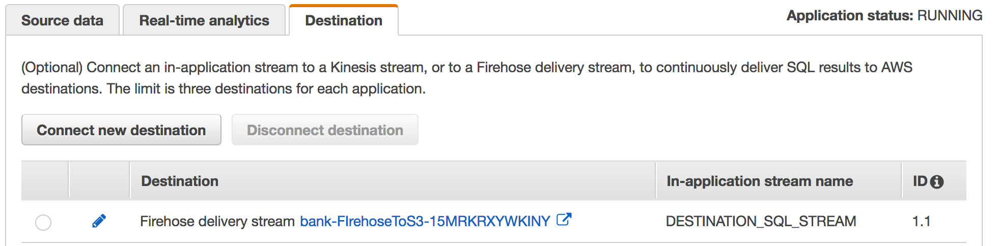 Source data
Real-time analytics
Destination
Application status: RUNNING
(Optional) Connect an in-application stream to a Kinesis stream, or to a Firehose delivery stream, to continuously deliver SQL results to AWS
destinations. The limit is three destinations for each application.
Connect new destination
Disconnect destination
Destination
In-application stream name
ID
Firehose delivery stream bank-FIrehoseToS3-15MRKRXYWKINY
DESTINATION_SQL_STREAM
1.1